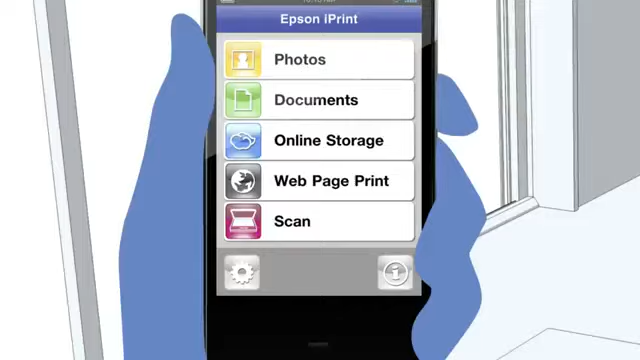 Epson iPrint
Photos
Documents
Online Storage
Web Page Print
Scan